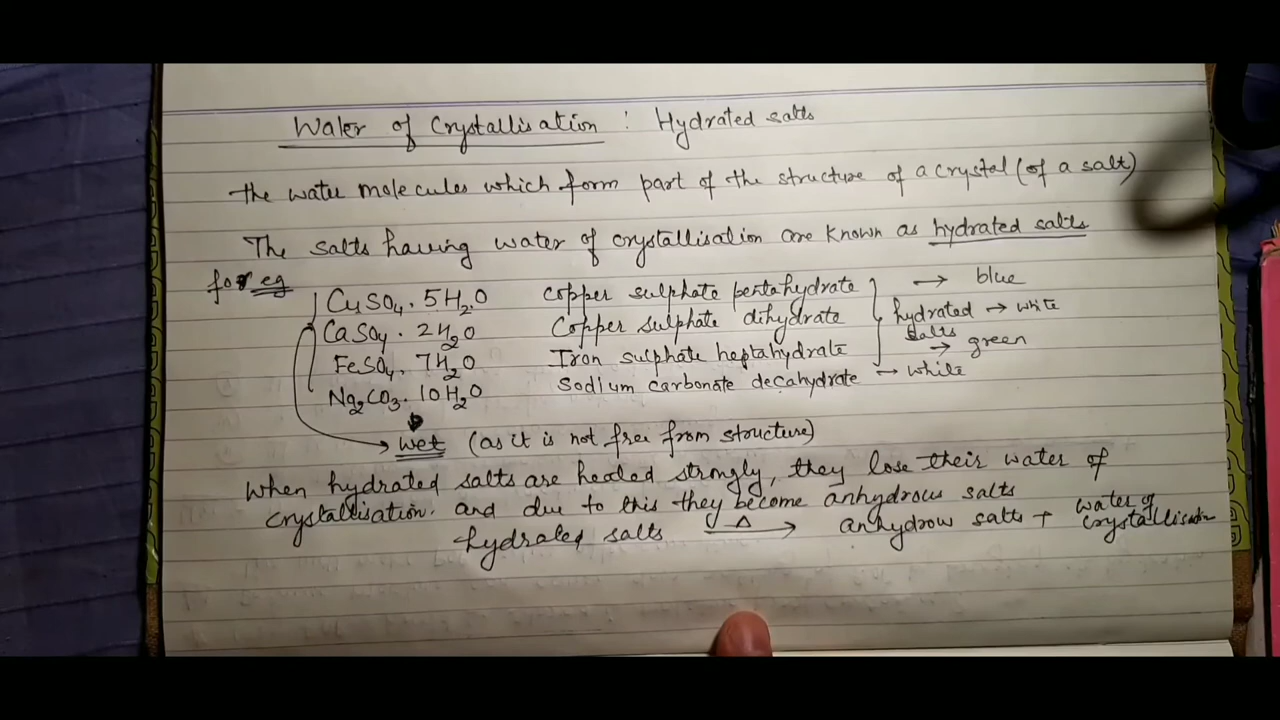 Water of Crystallisation : Hydrated salts
The water molecules which form part of the structure of a crystal (of a salt)
The salts having water of crystallisation are known as hydrated salts
for eg
CuSO4 . 5H2O Copper sulphate pentahydrate → blue
CaSO4 . 2H2O Copper sulphate dihydrate hydrated salts → white
FeSO4 . 7H2O Iron sulphate heptahydrate → green
Na2CO3 . 10H2O Sodium carbonate decahydrate → white
→ wet (as it is not free from structure)
When hydrated salts are heated strongly, they lose their water of
crystallisation. and due to this they become anhydrous salts
hydrated salts Δ → anhydrous salts + water of crystallisation